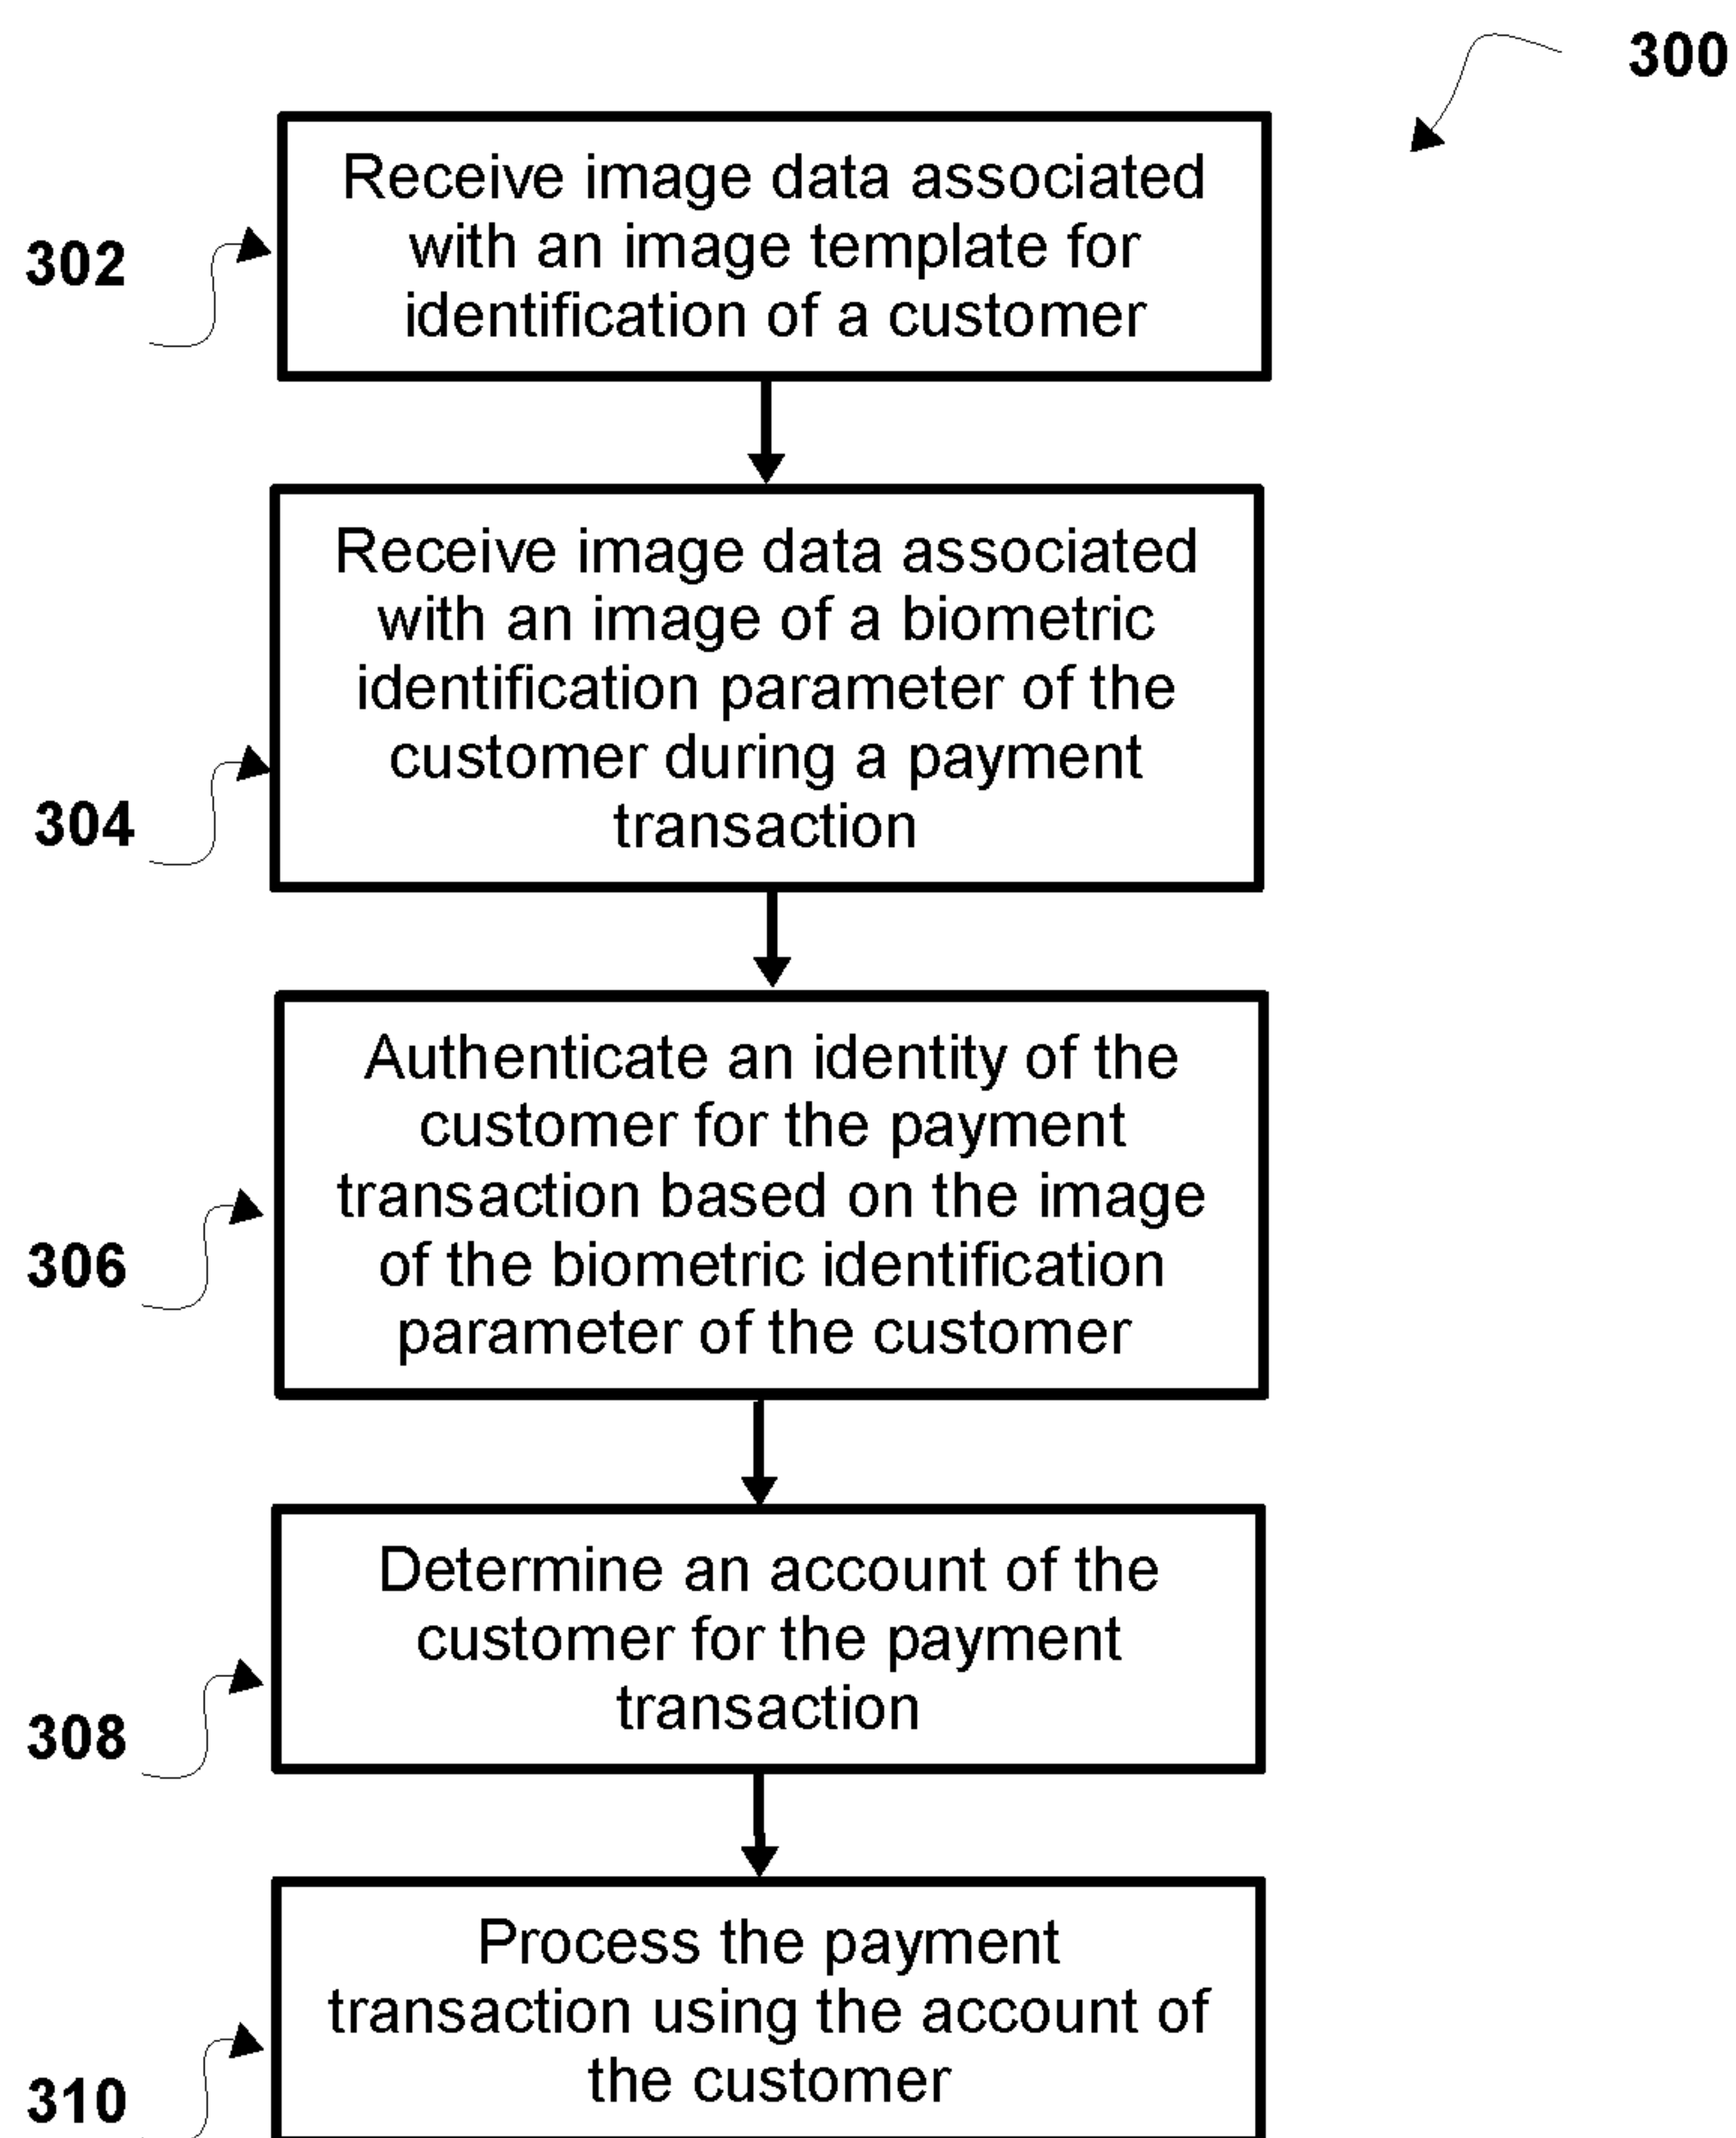 300
302
Receive image data associated
with an image template for
identification of a customer
304
Receive image data associated
with an image of a biometric
identification parameter of the
customer during a payment
transaction
306
Authenticate an identity of the
customer for the payment
transaction based on the image
of the biometric identification
parameter of the customer
308
Determine an account of the
customer for the payment
transaction
310
Process the payment
transaction using the account of
the customer